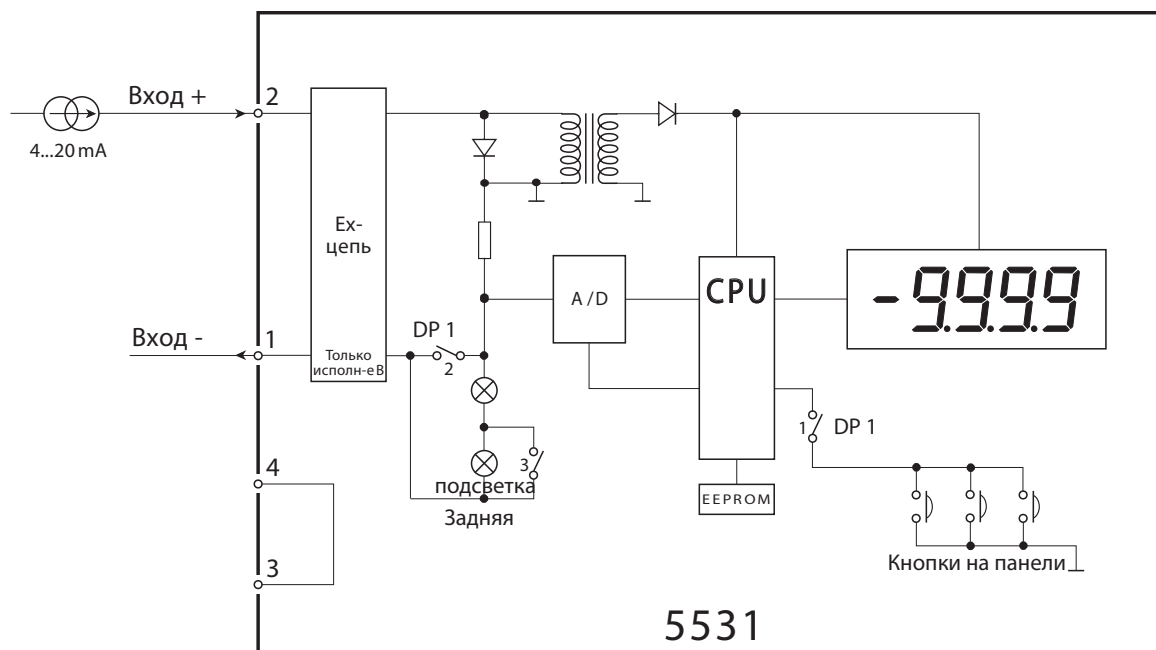 Вход +
2
4...20 mA
Ex-
цепь
A/D
CPU
-9.9.9.9
Вход -
1
Только
исполн-е B
DP 1
2
1
DP 1
3
4
подсветка
Задняя
EEPROM
3
Кнопки на панели
5531